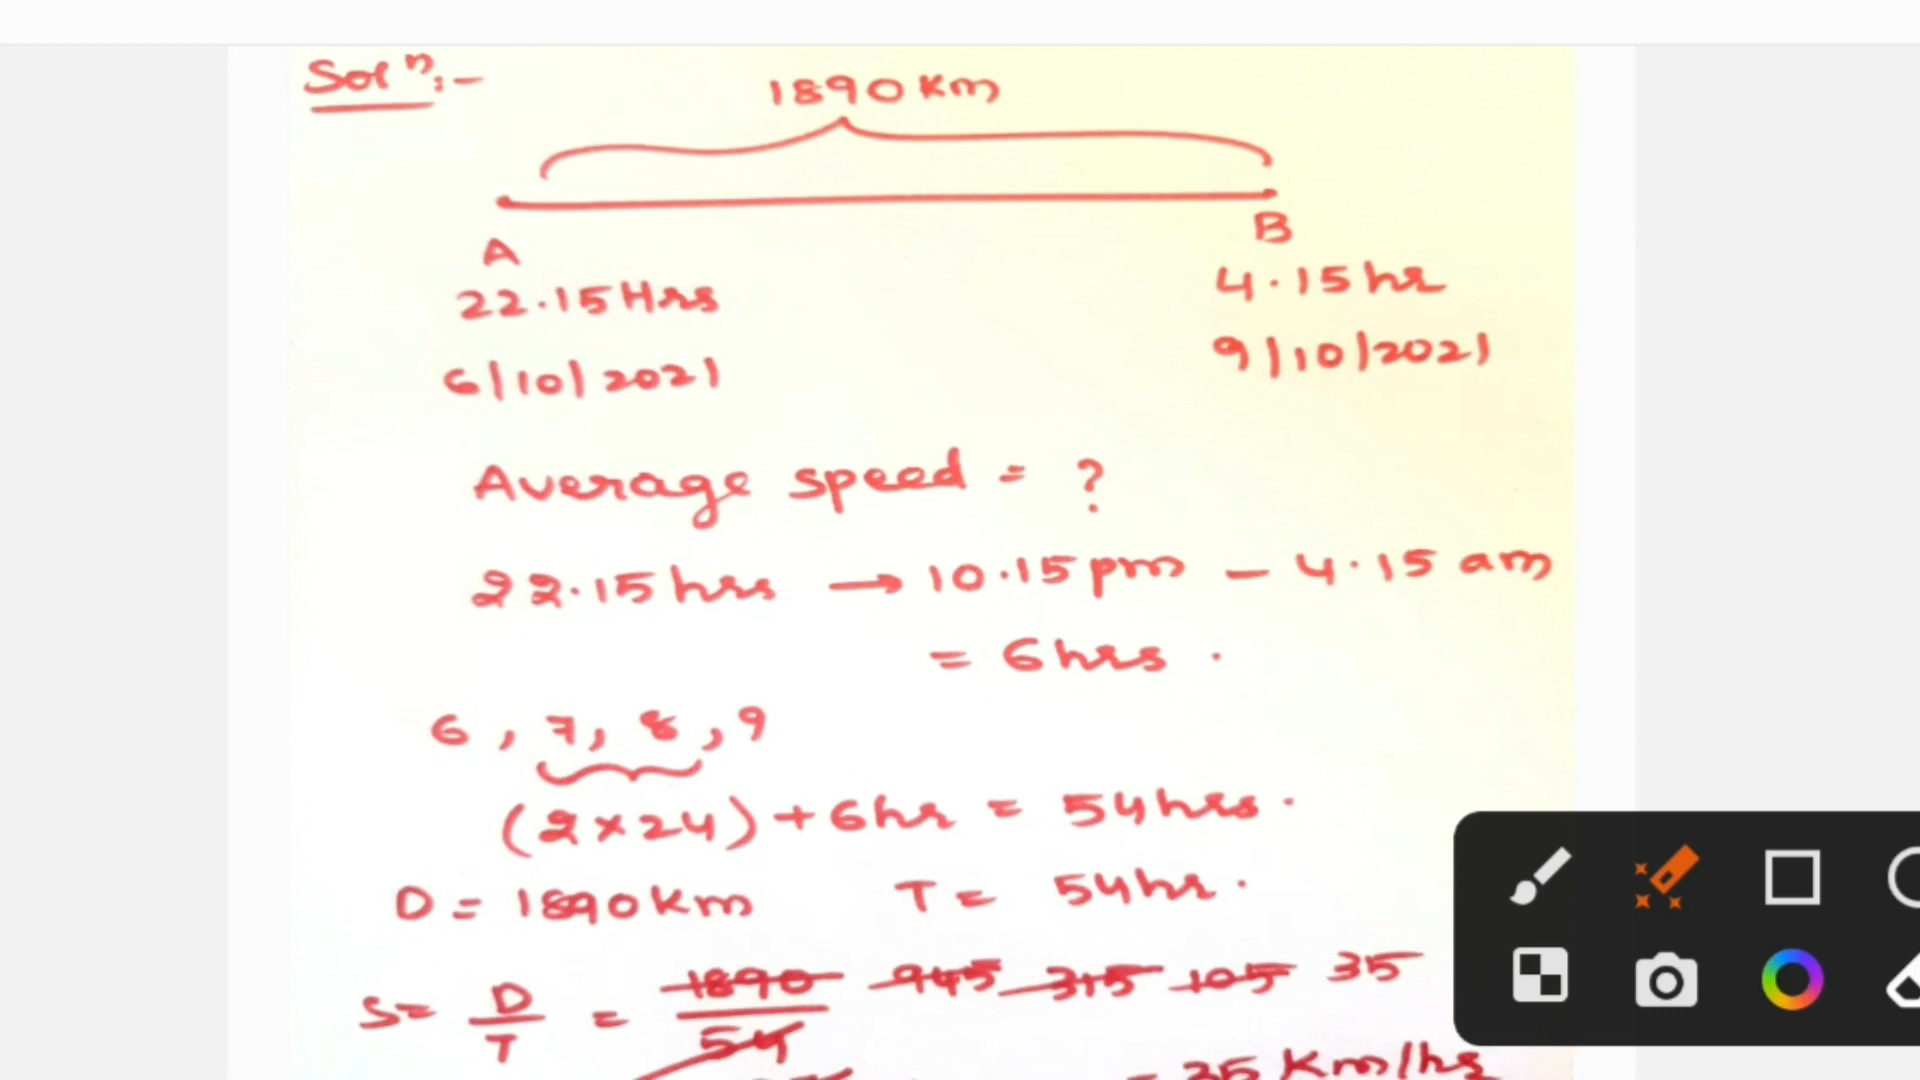 Solⁿ:-
1890 Km
A
B
22.15 Hrs
4.15 hr
6/10/2021
9/10/2021
Average speed = ?
22.15 hrs → 10.15 pm - 4.15 am
= 6 hrs .
6 , 7, 8 , 9
(2×24) + 6 hr = 54 hrs .
D = 1890 Km T = 54 hr .
S = D/T = 1890/54 945 315 105 35
= 35 Km/hr